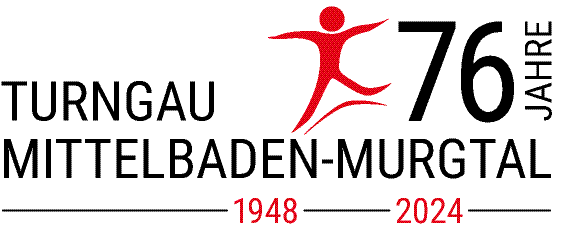 76
JAHRE
TURNGAU
MITTELBADEN-MURGTAL
1948 2024